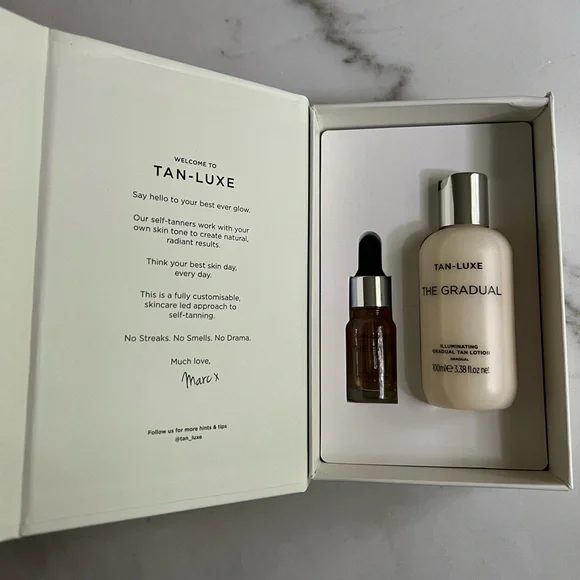 WELCOME TO
TAN-LUXE
Say hello to your best ever glow.
Our self-tanners work with your
own skin tone to create natural,
radiant results.
Think your best skin day,
every day.
This is a fully customisable,
skincare led approach to
self-tanning.
No Streaks. No Smells. No Drama.
Much love,
Marc x
Follow us for more hints & tips
@tan_luxe
TAN-LUXE
THE GRADUAL
ILLUMINATING
GRADUAL TAN LOTION
GRADUAL
100ml℮ 3.38 fl.oz net